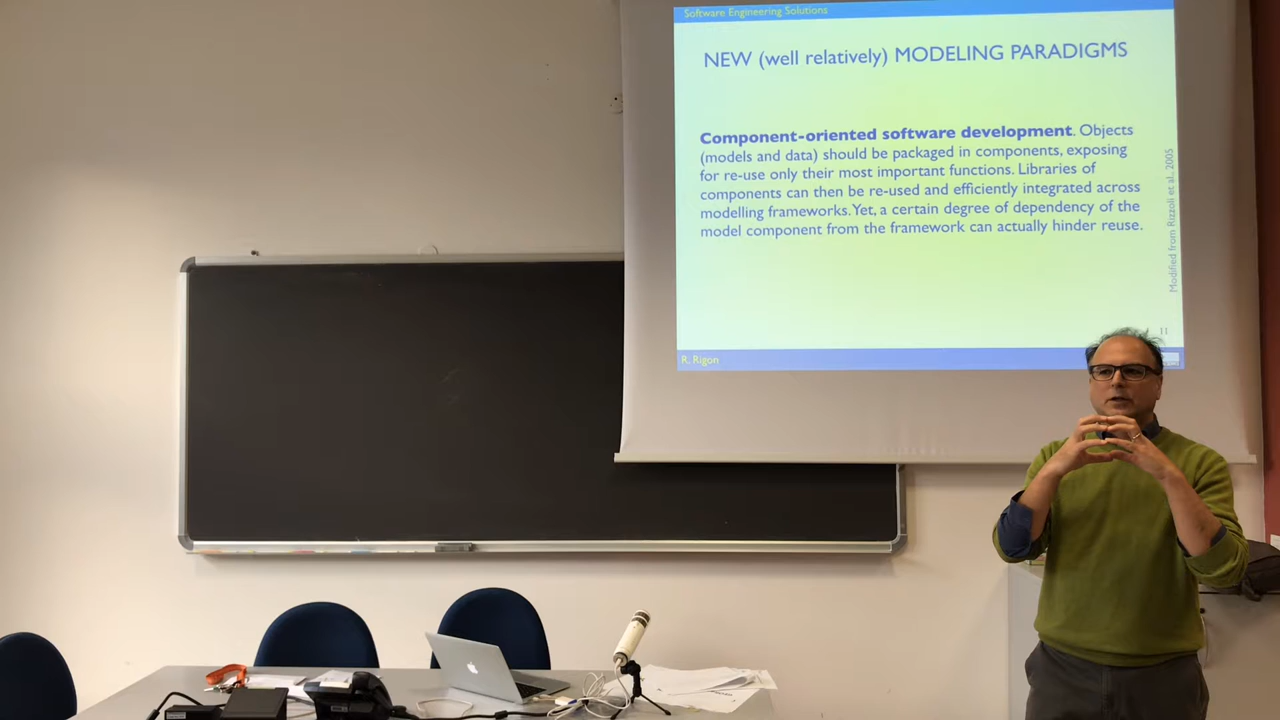 Software Engineering Solutions
NEW (well relatively) MODELING PARADIGMS
Component-oriented software development. Objects
(models and data) should be packaged in components, exposing
for re-use only their most important functions. Libraries of
components can then be re-used and efficiently integrated across
modelling frameworks. Yet, a certain degree of dependency of the
model component from the framework can actually hinder reuse.
Modified from Rizzoli et al., 2005
11
R. Rigon